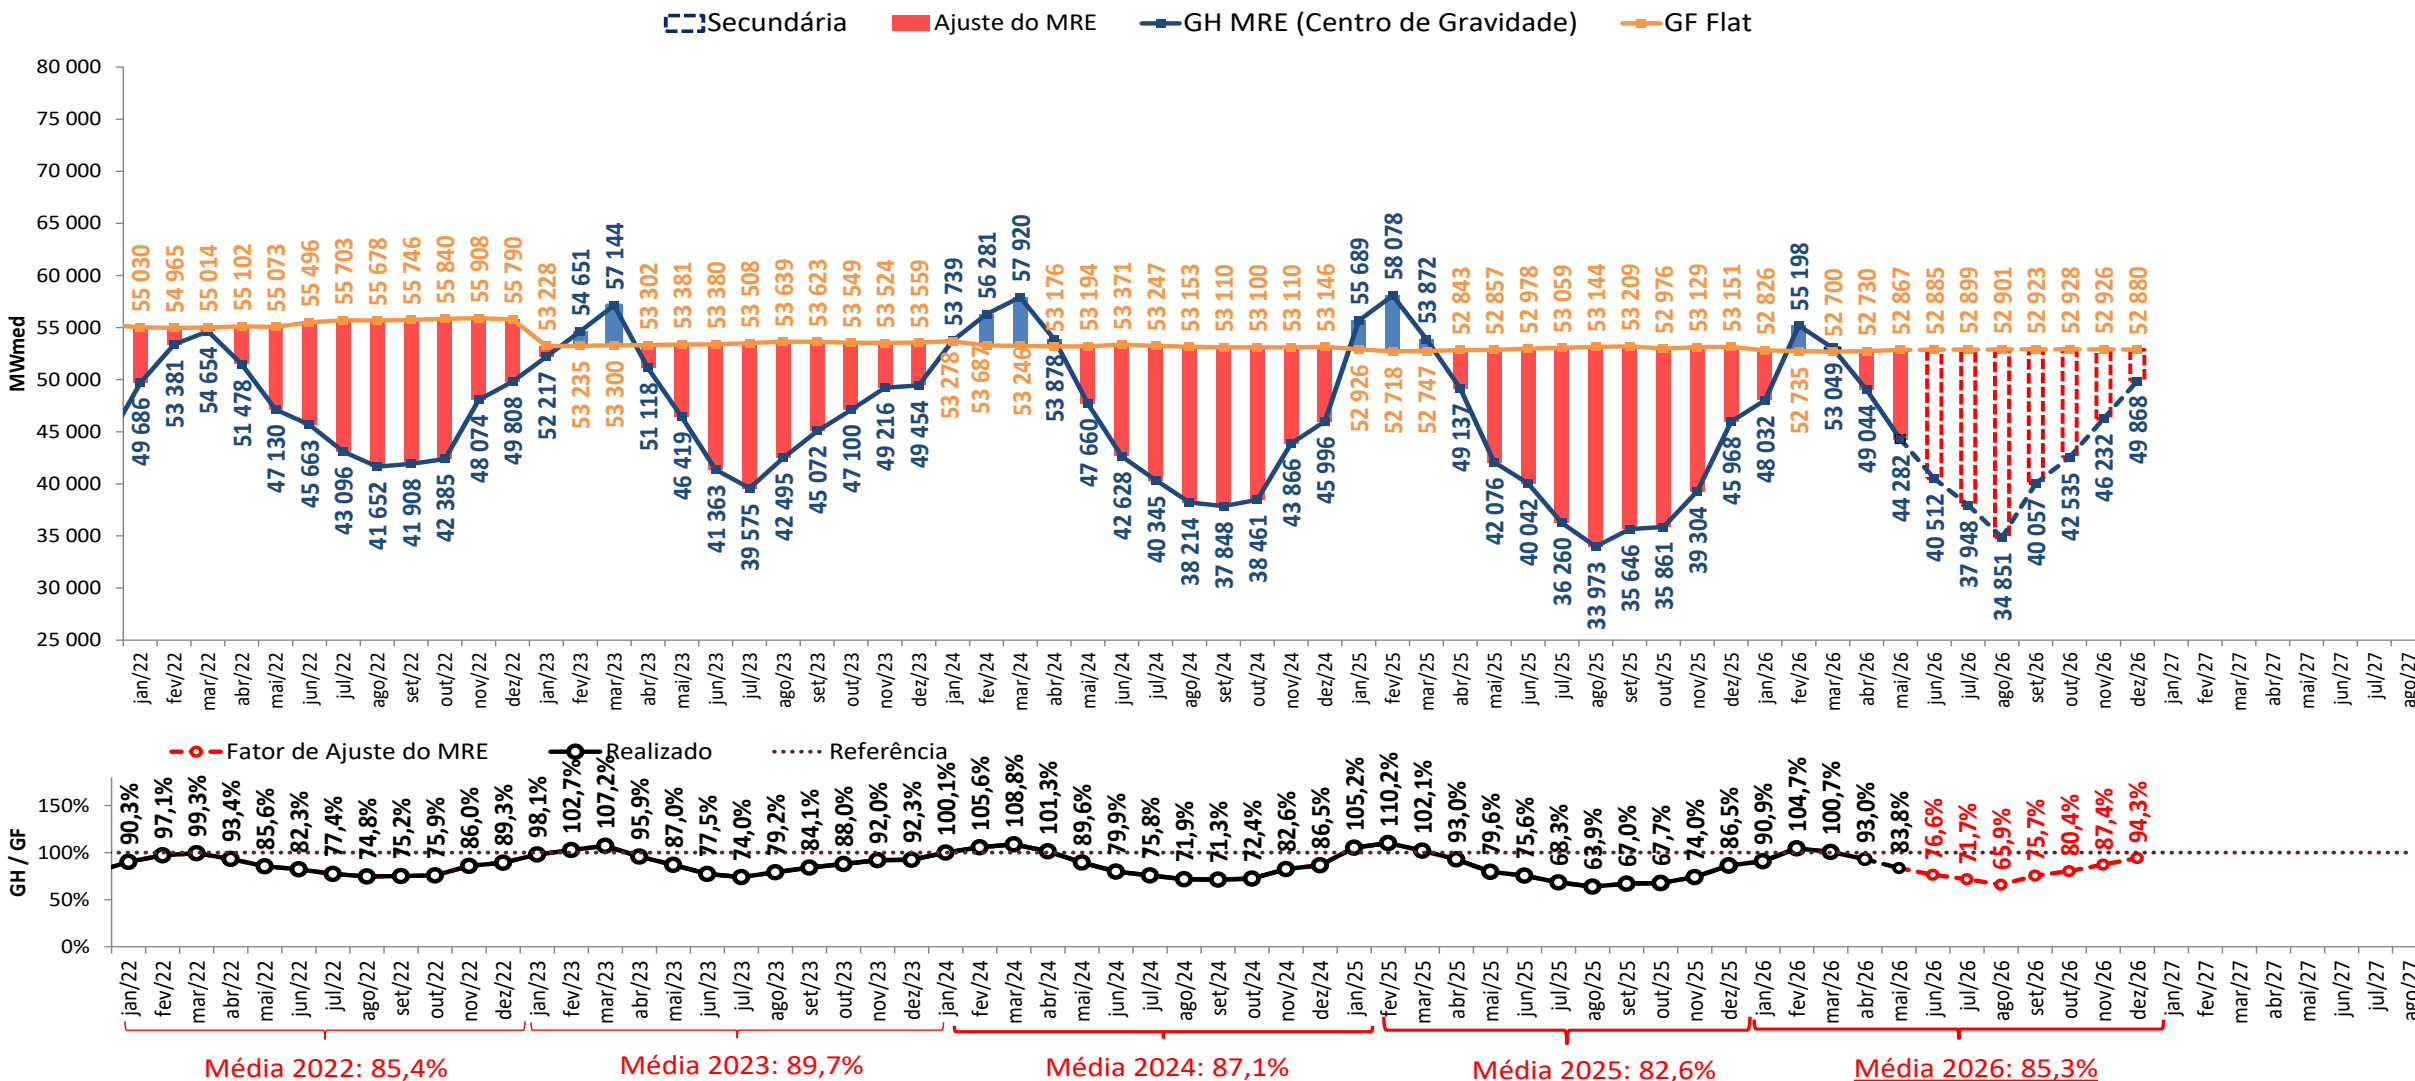 Secundária Ajuste do MRE GH MRE (Centro de Gravidade) GF Flat
MWmed
80 000
75 000
70 000
65 000
60 000
55 000
50 000
45 000
40 000
35 000
30 000
25 000
55 030 54 965 55 014 55 102 55 073 55 496 55 703 55 678 55 746 55 840 55 908 55 790 53 228 54 651 57 144 53 302 53 381 53 380 53 508 53 639 53 623 53 549 53 524 53 559 53 739 56 281 57 920 53 176 53 194 53 371 53 247 53 153 53 110 53 100 53 110 53 146 55 689 58 078 53 872 52 843 52 857 52 978 53 059 53 144 53 209 52 976 53 129 53 151 52 826 55 198 52 700 52 730 52 867 52 885 52 899 52 901 52 923 52 928 52 926 52 880
49 686 53 381 54 654 51 478 47 130 45 663 43 096 41 652 41 908 42 385 48 074 49 808 52 217 53 235 53 300 51 118 46 419 41 363 39 575 42 495 45 072 47 100 49 216 49 454 53 278 53 687 53 246 53 878 47 660 42 628 40 345 38 214 37 848 38 461 43 866 45 996 52 926 52 718 52 747 49 137 42 076 40 042 36 260 33 973 35 646 35 861 39 304 45 968 48 032 52 735 53 049 49 044 44 282 40 512 37 948 34 851 40 057 42 535 46 232 49 868
jan/22 fev/22 mar/22 abr/22 mai/22 jun/22 jul/22 ago/22 set/22 out/22 nov/22 dez/22 jan/23 fev/23 mar/23 abr/23 mai/23 jun/23 jul/23 ago/23 set/23 out/23 nov/23 dez/23 jan/24 fev/24 mar/24 abr/24 mai/24 jun/24 jul/24 ago/24 set/24 out/24 nov/24 dez/24 jan/25 fev/25 mar/25 abr/25 mai/25 jun/25 jul/25 ago/25 set/25 out/25 nov/25 dez/25 jan/26 fev/26 mar/26 abr/26 mai/26 jun/26 jul/26 ago/26 set/26 out/26 nov/26 dez/26 jan/27 fev/27 mar/27 abr/27 mai/27 jun/27 jul/27 ago/27
Fator de Ajuste do MRE Realizado Referência
GH / GF
150%
100%
50%
0%
90,3% 97,1% 99,3% 93,4% 85,6% 82,3% 77,4% 74,8% 75,2% 75,9% 86,0% 89,3% 98,1% 102,7% 107,2% 95,9% 87,0% 77,5% 74,0% 79,2% 84,1% 88,0% 92,0% 92,3% 100,1% 105,6% 108,8% 101,3% 89,6% 79,9% 75,8% 71,9% 71,3% 72,4% 82,6% 86,5% 105,2% 110,2% 102,1% 93,0% 79,6% 75,6% 68,3% 63,9% 67,0% 67,7% 74,0% 86,5% 90,9% 104,7% 100,7% 93,0% 83,8% 76,6% 71,7% 65,9% 75,7% 80,4% 87,4% 94,3%
jan/22 fev/22 mar/22 abr/22 mai/22 jun/22 jul/22 ago/22 set/22 out/22 nov/22 dez/22 jan/23 fev/23 mar/23 abr/23 mai/23 jun/23 jul/23 ago/23 set/23 out/23 nov/23 dez/23 jan/24 fev/24 mar/24 abr/24 mai/24 jun/24 jul/24 ago/24 set/24 out/24 nov/24 dez/24 jan/25 fev/25 mar/25 abr/25 mai/25 jun/25 jul/25 ago/25 set/25 out/25 nov/25 dez/25 jan/26 fev/26 mar/26 abr/26 mai/26 jun/26 jul/26 ago/26 set/26 out/26 nov/26 dez/26 jan/27 fev/27 mar/27 abr/27 mai/27 jun/27 jul/27 ago/27
Média 2022: 85,4% Média 2023: 89,7% Média 2024: 87,1% Média 2025: 82,6% Média 2026: 85,3%